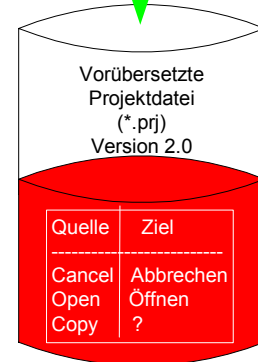 Vorübersetzte
Projektdatei
(*.prj)
Version 2.0
Quelle Ziel
--------------------------
Cancel Abbrechen
Open Öffnen
Copy ?